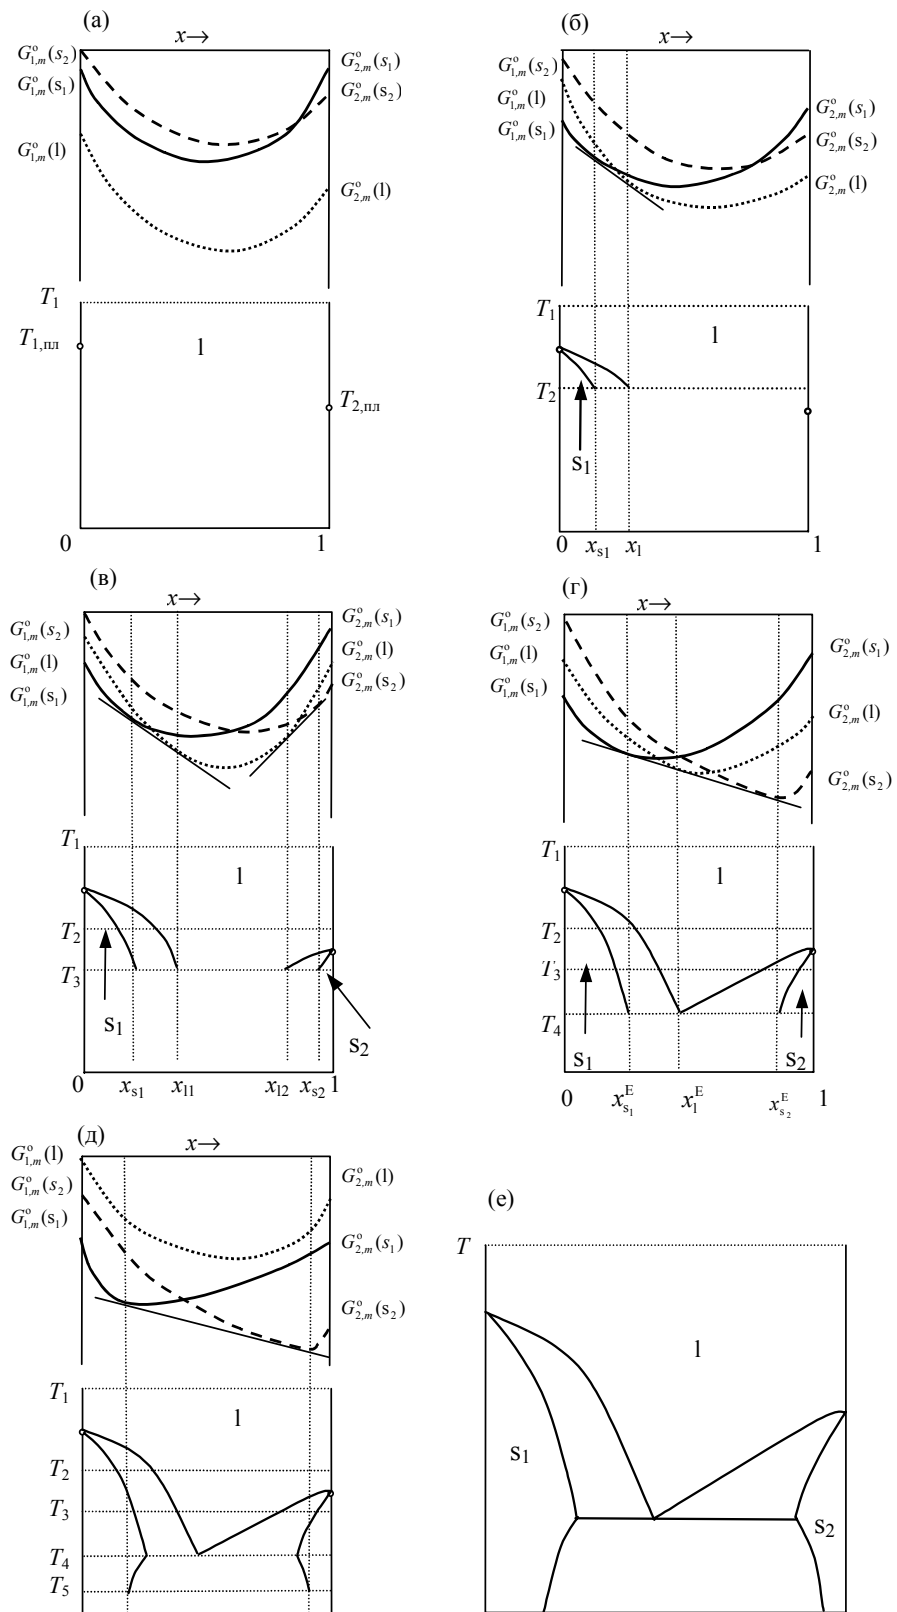 (а)
x→
G°1,m(s2)
G°1,m(s1)
G°1,m(l)
G°2,m(s1)
G°2,m(s2)
G°2,m(l)
T1
T1,пл
l
T2,пл
0
1
(б)
x→
G°1,m(s2)
G°1,m(l)
G°1,m(s1)
G°2,m(s1)
G°2,m(s2)
G°2,m(l)
T1
l
T2
s1
0
xs1
xl
1
(в)
x→
G°1,m(s2)
G°1,m(l)
G°1,m(s1)
G°2,m(s1)
G°2,m(l)
G°2,m(s2)
T1
l
T2
T3
s1
s2
0
xs1
xl1
xl2
xs2
1
(г)
x→
G°1,m(s2)
G°1,m(l)
G°1,m(s1)
G°2,m(s1)
G°2,m(l)
G°2,m(s2)
T1
l
T2
T3
T4
s1
s2
0
xEs1
xEl
xEs2
1
(д)
x→
G°1,m(l)
G°1,m(s2)
G°1,m(s1)
G°2,m(l)
G°2,m(s1)
G°2,m(s2)
T1
l
T2
T3
T4
T5
(е)
T
l
s1
s2